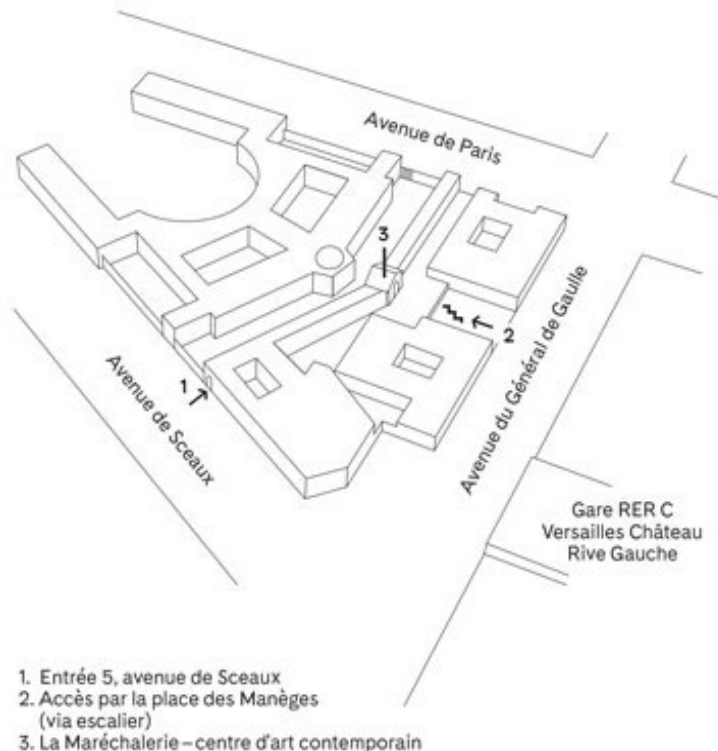 Avenue de Paris
3
2
Avenue du Général de Gaulle
1
Avenue de Sceaux
Gare RER C
Versailles Château
Rive Gauche
1. Entrée 5, avenue de Sceaux
2. Accès par la place des Manèges
(via escalier)
3. La Maréchalerie–centre d'art contemporain